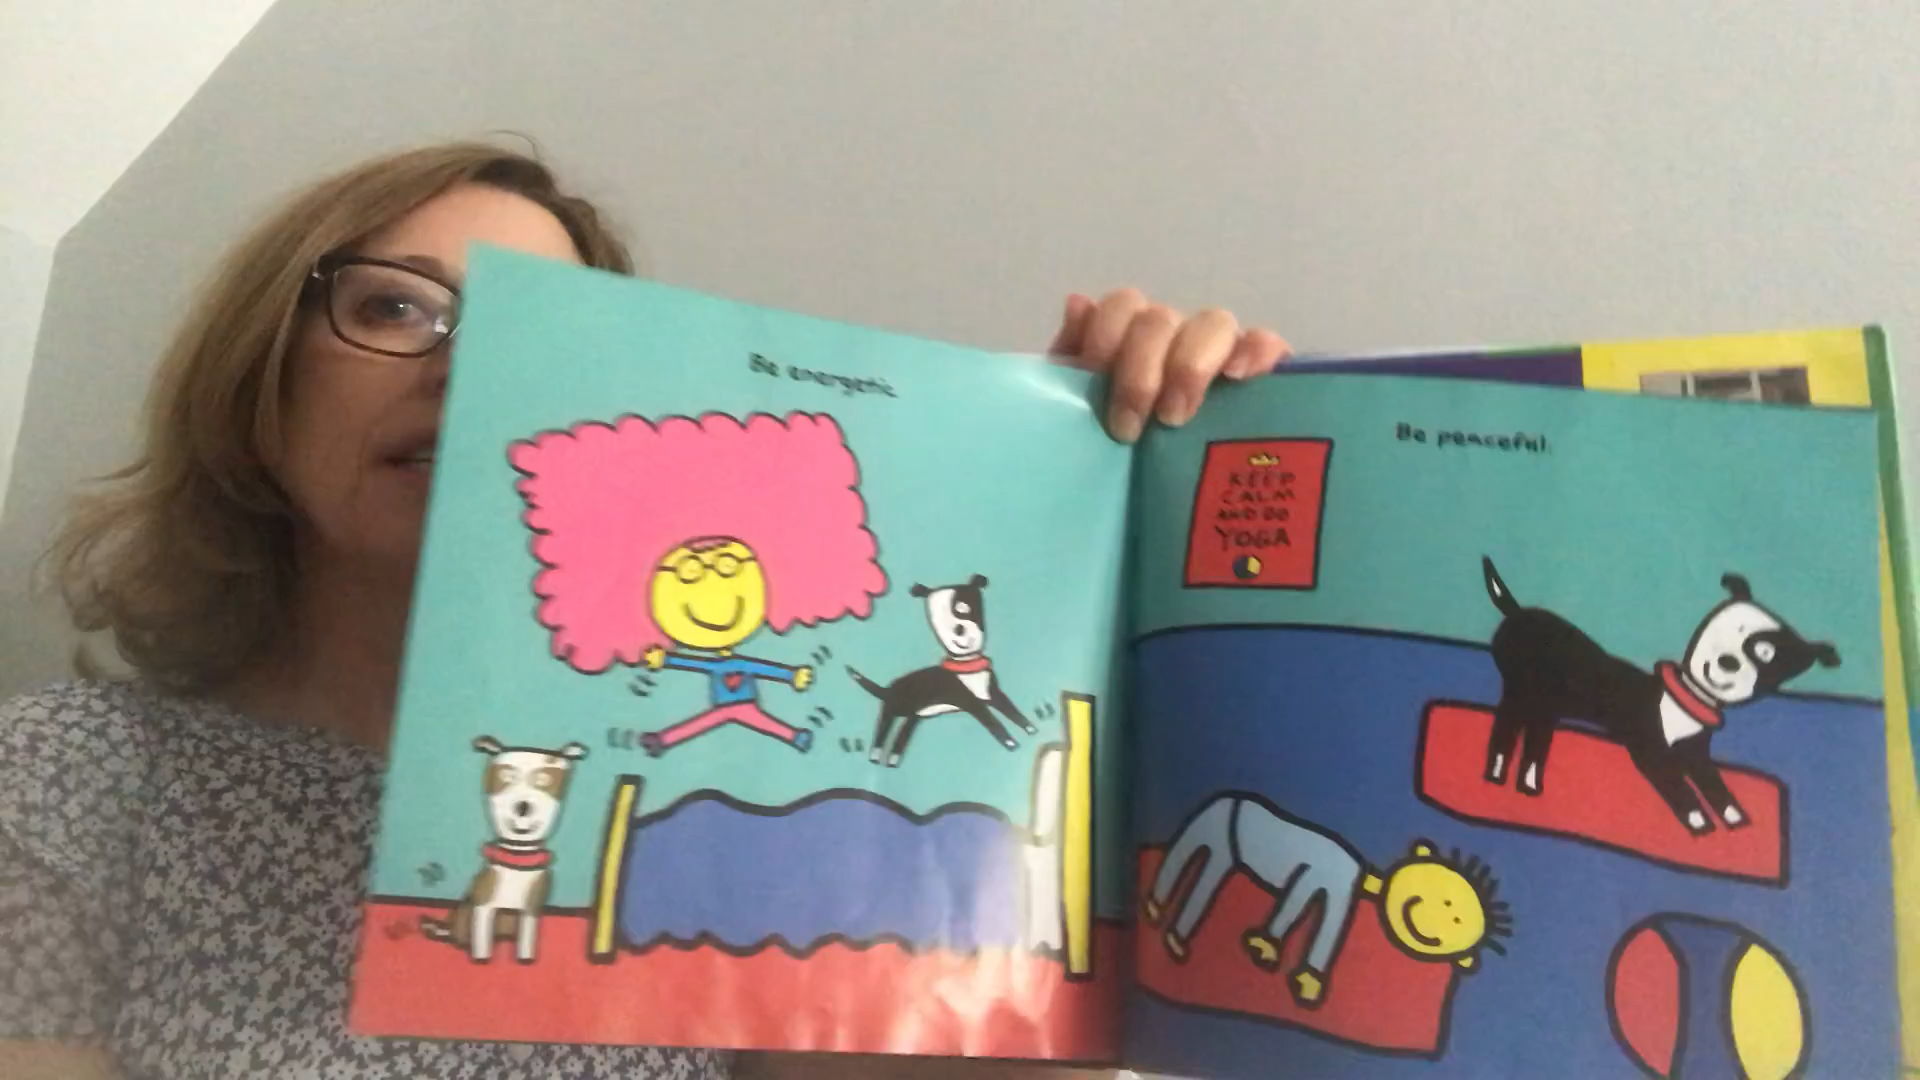 Be energetic.
Be peaceful.
KEEP
CALM
AND DO
YOGA